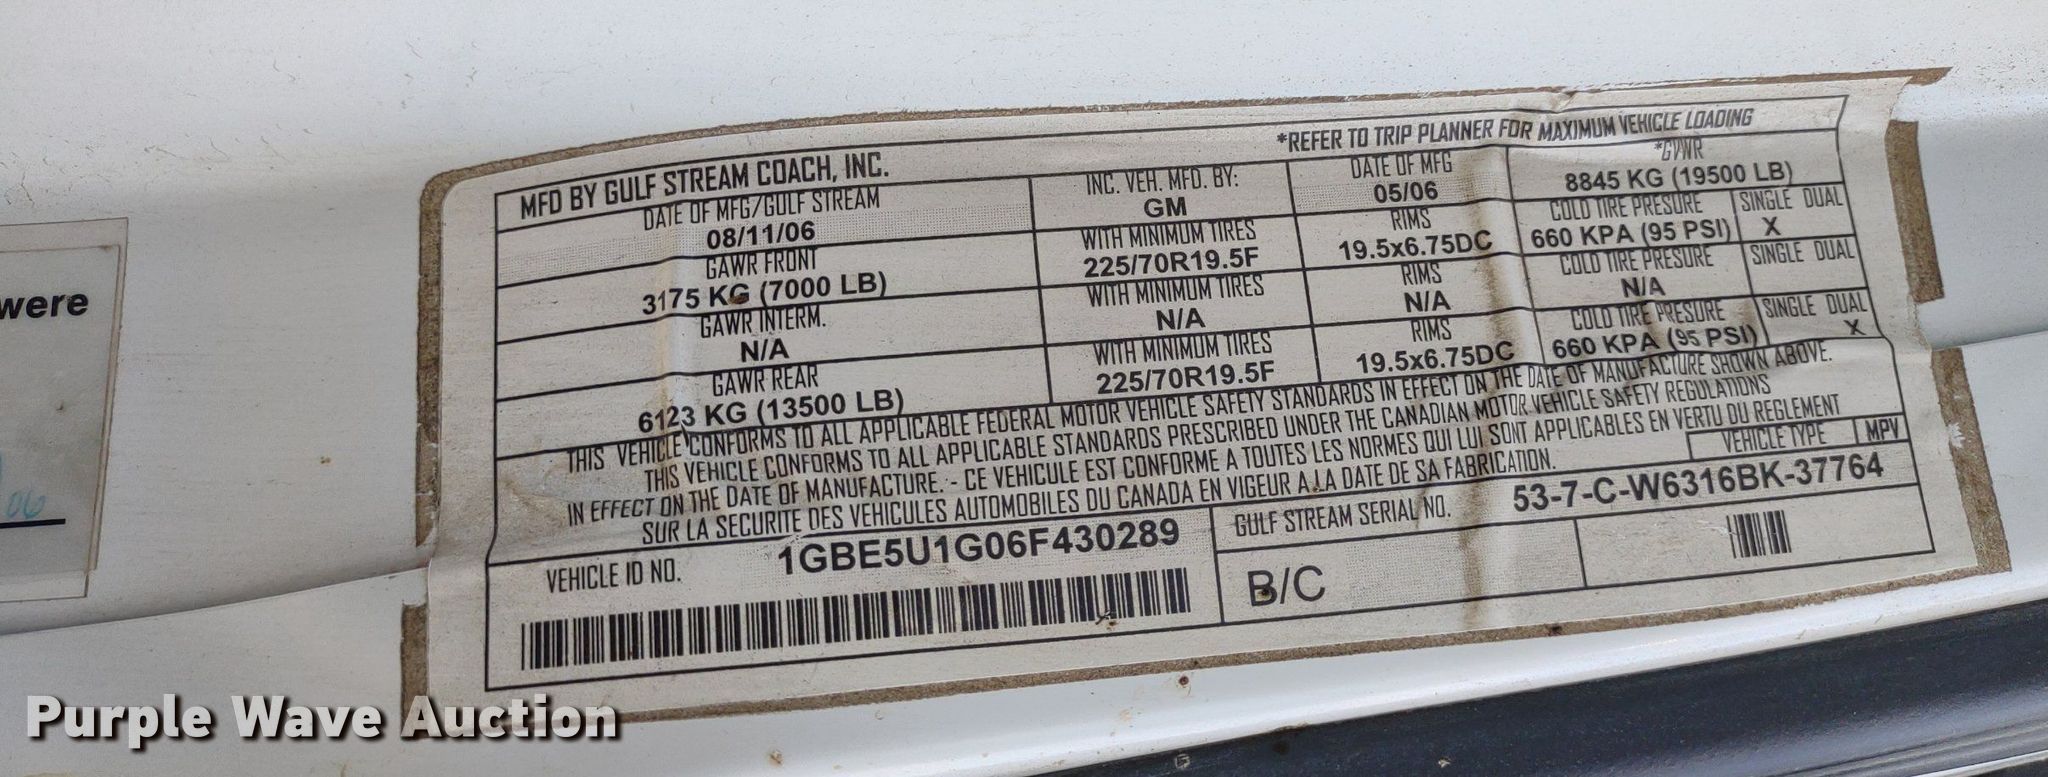 were
06
*REFER TO TRIP PLANNER FOR MAXIMUM VEHICLE LOADING
MFD BY GULF STREAM COACH, INC.
DATE OF MFG/GULF STREAM
08/11/06
INC. VEH. MFD. BY:
GM
DATE OF MFG
05/06
*GVWR
8845 KG (19500 LB)
GAWR FRONT
3175 KG (7000 LB)
WITH MINIMUM TIRES
225/70R19.5F
RIMS
19.5x6.75DC
COLD TIRE PRESURE
660 KPA (95 PSI)
SINGLE DUAL
X
GAWR INTERM.
N/A
WITH MINIMUM TIRES
N/A
RIMS
N/A
COLD TIRE PRESURE
N/A
SINGLE DUAL
GAWR REAR
6123 KG (13500 LB)
WITH MINIMUM TIRES
225/70R19.5F
RIMS
19.5x6.75DC
COLD TIRE PRESURE
660 KPA (95 PSI)
SINGLE DUAL
X
THIS VEHICLE CONFORMS TO ALL APPLICABLE FEDERAL MOTOR VEHICLE SAFETY STANDARDS IN EFFECT ON THE DATE OF MANUFACTURE SHOWN ABOVE.
THIS VEHICLE CONFORMS TO ALL APPLICABLE STANDARDS PRESCRIBED UNDER THE CANADIAN MOTOR VEHICLE SAFETY REGULATIONS
IN EFFECT ON THE DATE OF MANUFACTURE. - CE VEHICULE EST CONFORME A TOUTES LES NORMES QUI LUI SONT APPLICABLES EN VERTU DU REGLEMENT
SUR LA SECURITE DES VEHICULES AUTOMOBILES DU CANADA EN VIGEUR A LA DATE DE SA FABRICATION.
VEHICLE TYPE MPV
VEHICLE ID NO. 1GBE5U1G06F430289
GULF STREAM SERIAL NO. 53-7-C-W6316BK-37764
B/C
Purple Wave Auction